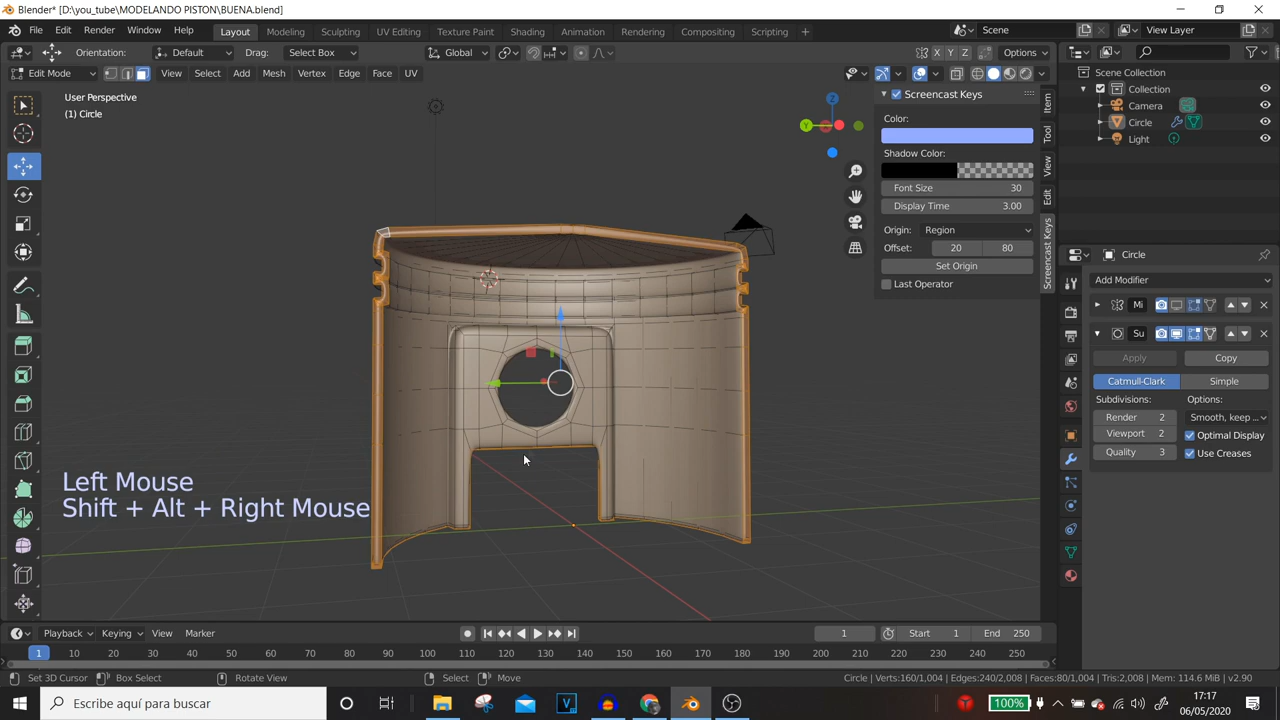 Blender* [D:\you_tube\MODELANDO PISTON\BUENA.blend]
File Edit Render Window Help Layout Modeling Sculpting UV Editing Texture Paint Shading Animation Rendering Compositing Scripting + Scene View Layer
Orientation: Default Drag: Select Box Global X Y Z Options
Edit Mode View Select Add Mesh Vertex Edge Face UV
User Perspective
(1) Circle
Z
Y
Screencast Keys
Color:
Shadow Color:
Font Size 30
Display Time 3.00
Origin: Region
Offset: 20 80
Set Origin
Last Operator
Item
Tool
View
Edit
Screencast Keys
Scene Collection
Collection
Camera
Circle
Light
Circle
Add Modifier
Mi
Su
Apply Copy
Catmull-Clark Simple
Subdivisions: Options:
Render 2 Smooth, keep ...
Viewport 2 Optimal Display
Quality 3 Use Creases
Left Mouse
Shift + Alt + Right Mouse
Playback Keying View Marker 1 Start 1 End 250
1 10 20 30 40 50 60 70 80 90 100 110 120 130 140 150 160 170 180 190 200 210 220 230 240 250
Set 3D Cursor Box Select Rotate View Select Move Circle | Verts:160/1,004 | Edges:240/2,008 | Faces:80/1,004 | Tris:2,008 | Mem: 114.6 MiB | v2.90
Escribe aquí para buscar
100%
17:17
06/05/2020